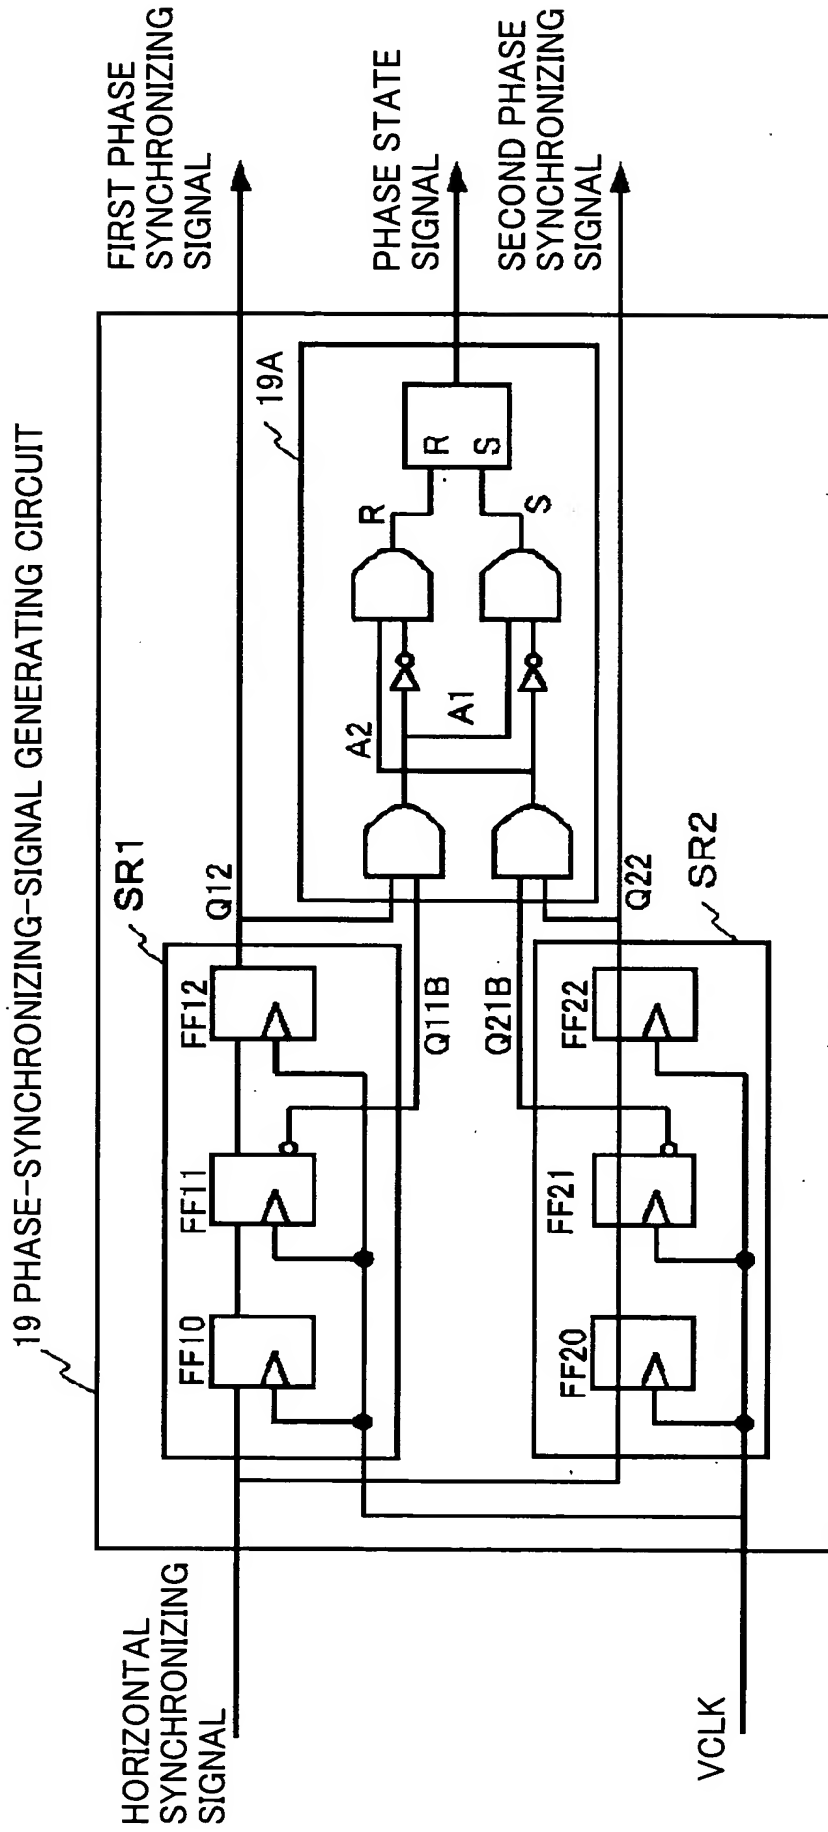 19 PHASE-SYNCHRONIZING-SIGNAL GENERATING CIRCUIT
HORIZONTAL
SYNCHRONIZING
SIGNAL
VCLK
SR1
FF10
FF11
FF12
Q12
Q11B
Q21B
Q22
SR2
FF20
FF21
FF22
19A
A2
A1
R
S
R
S
FIRST PHASE
SYNCHRONIZING
SIGNAL
PHASE STATE
SIGNAL
SECOND PHASE
SYNCHRONIZING
SIGNAL